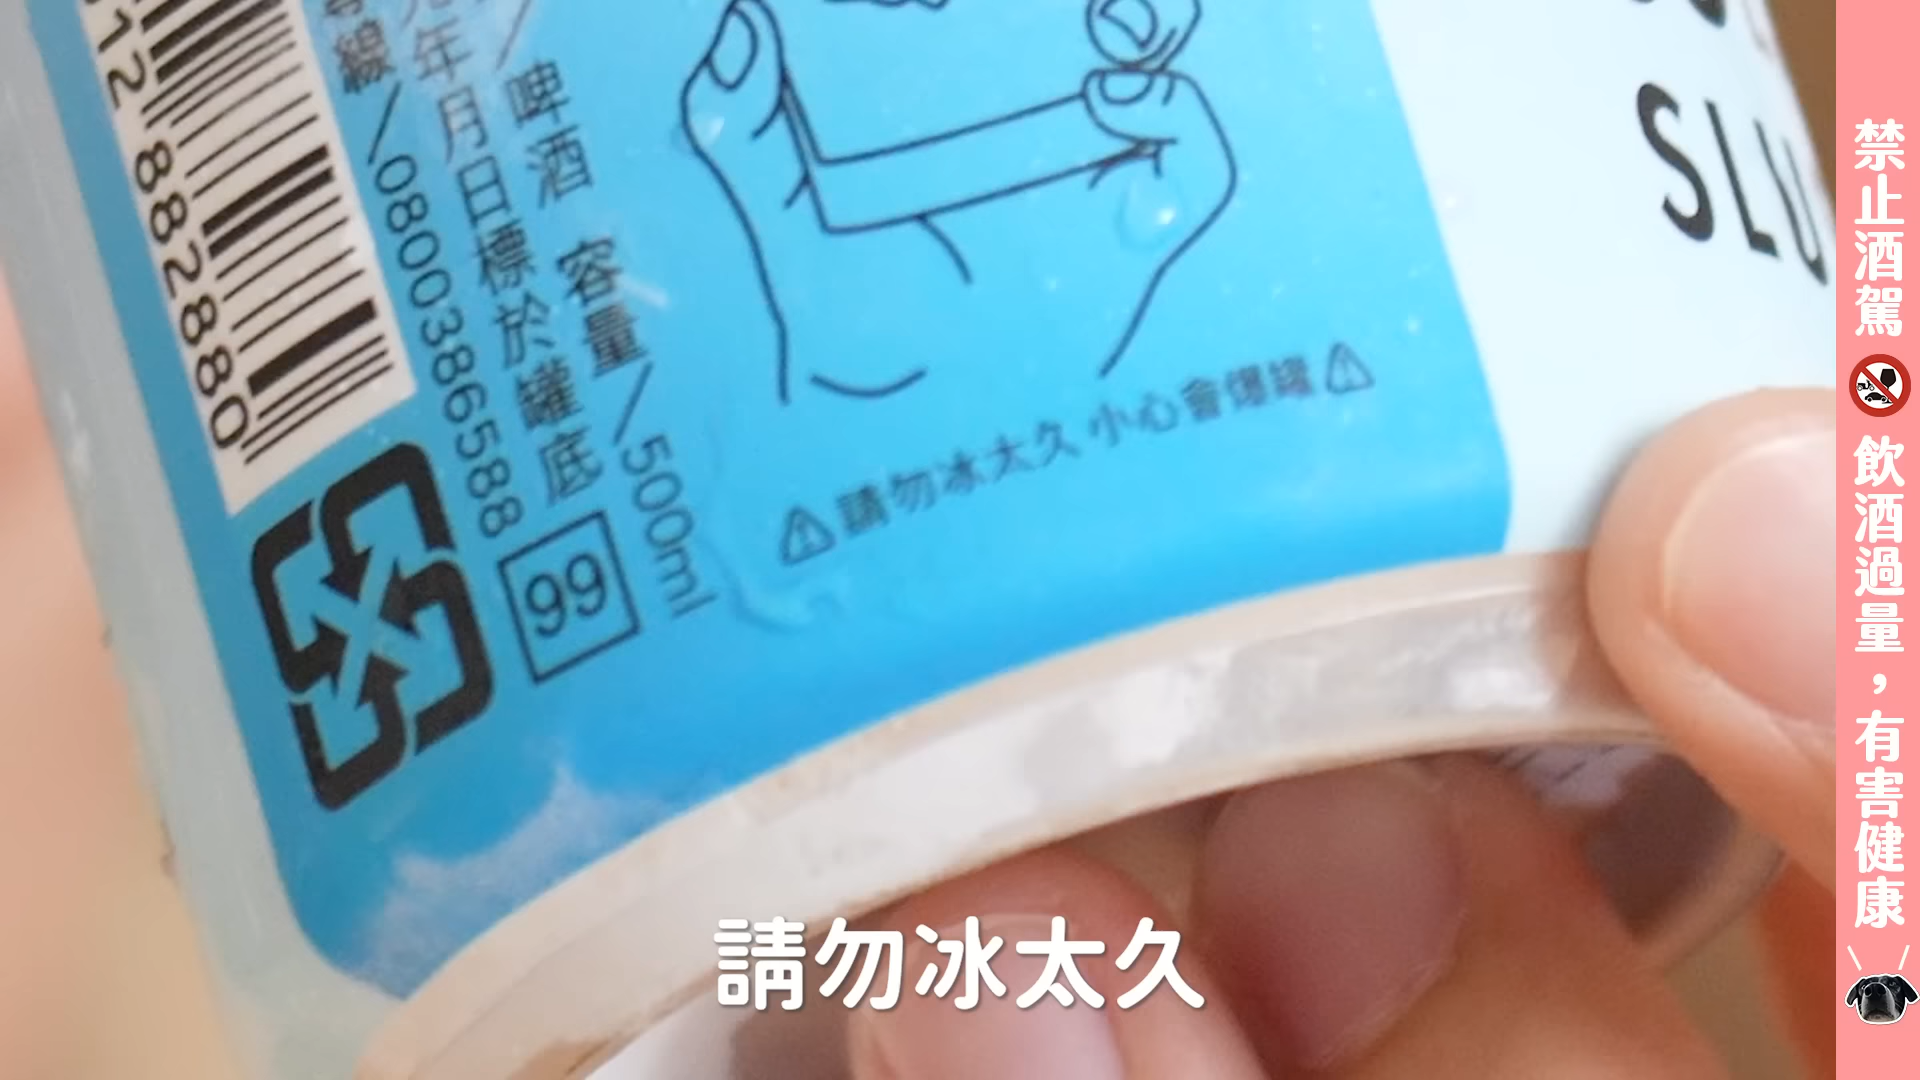 12 882880
專線／0800386588
年月日標於罐底
啤酒 容量／500ml
99
請勿冰太久 小心會爆罐
SLU
請勿冰太久
禁止酒駕
飲酒過量，有害健康